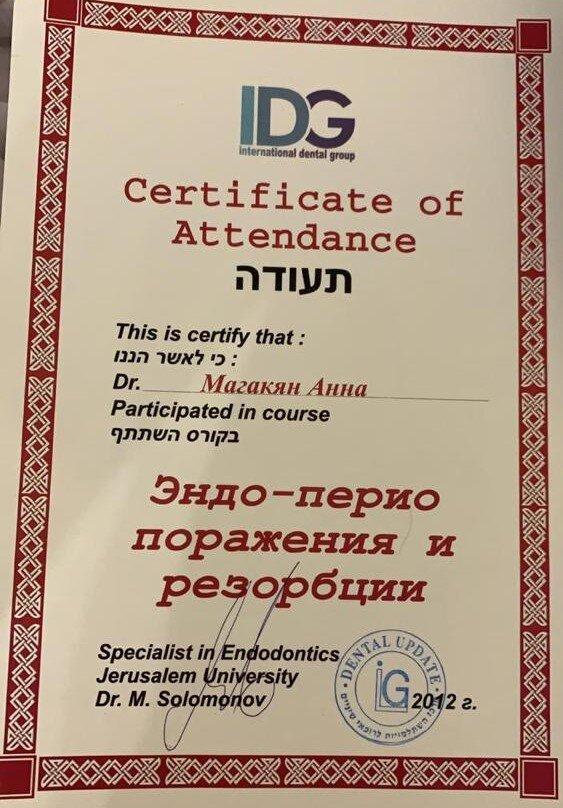 IDG
international dental group
Certificate of
Attendance
תעודה
This is certify that :
כי לאשר הננו :
Dr. Магакян Анна
Participated in course
בקורס השתתף
Эндо-перио
поражения и
резорбции
Specialist in Endodontics
Jerusalem University
Dr. M. Solomonov
DENTAL UPDATE
IG
2012 г.